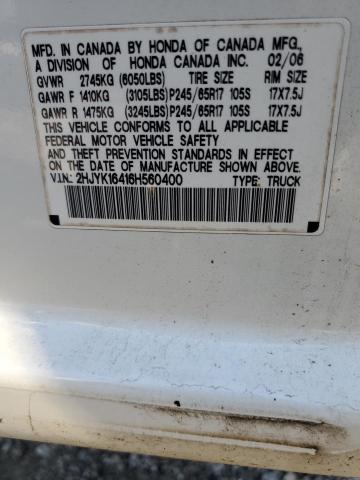 MFD. IN CANADA BY HONDA OF CANADA MFG.,
A DIVISION OF HONDA CANADA INC. 02/06
GVWR 2745KG (6050LBS) TIRE SIZE RIM SIZE
GAWR F 1410KG (3105LBS) P245/65R17 105S 17X7.5J
GAWR R 1475KG (3245LBS) P245/65R17 105S 17X7.5J
THIS VEHICLE CONFORMS TO ALL APPLICABLE
FEDERAL MOTOR VEHICLE SAFETY
AND THEFT PREVENTION STANDARDS IN EFFECT
ON THE DATE OF MANUFACTURE SHOWN ABOVE.
V.I.N.: 2HJYK16416H560400 TYPE: TRUCK